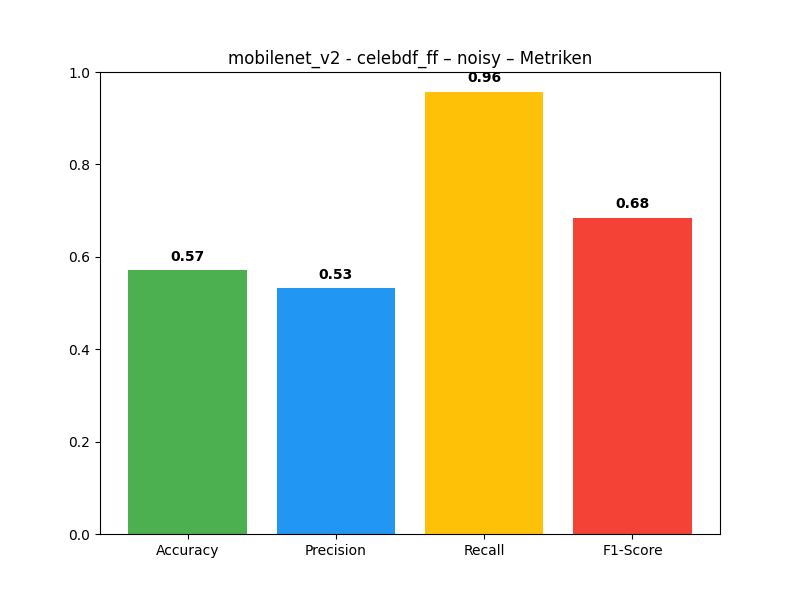 mobilenet_v2 - celebdf_ff – noisy – Metriken
1.0
0.8
0.6
0.4
0.2
0.0
0.57
0.53
0.96
0.68
Accuracy
Precision
Recall
F1-Score